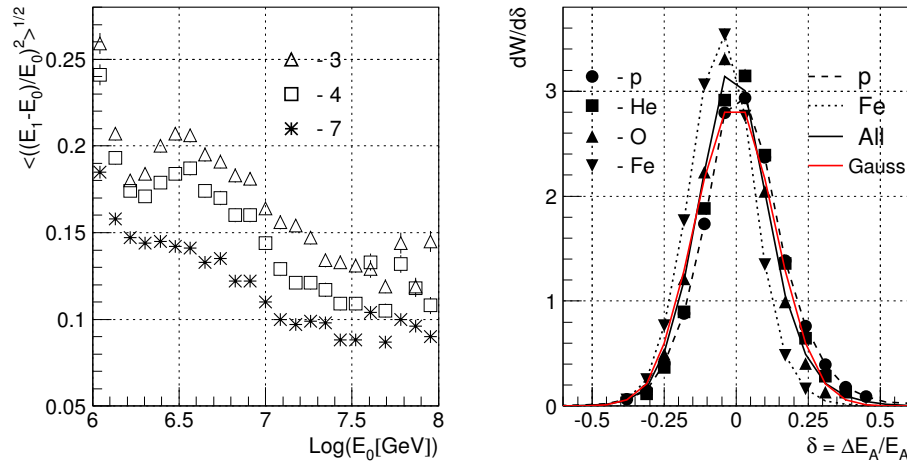 <((E₁-E₀)/E₀)²>¹/²
0.25
0.2
0.15
0.1
0.05
- 3
- 4
- 7
6 6.5 7 7.5 8
Log(E₀[GeV])
dW/dδ
3
2
1
0
- p
- He
- O
- Fe
p
Fe
All
Gauss
-0.5 -0.25 0 0.25 0.5
δ = ΔE_A/E_A